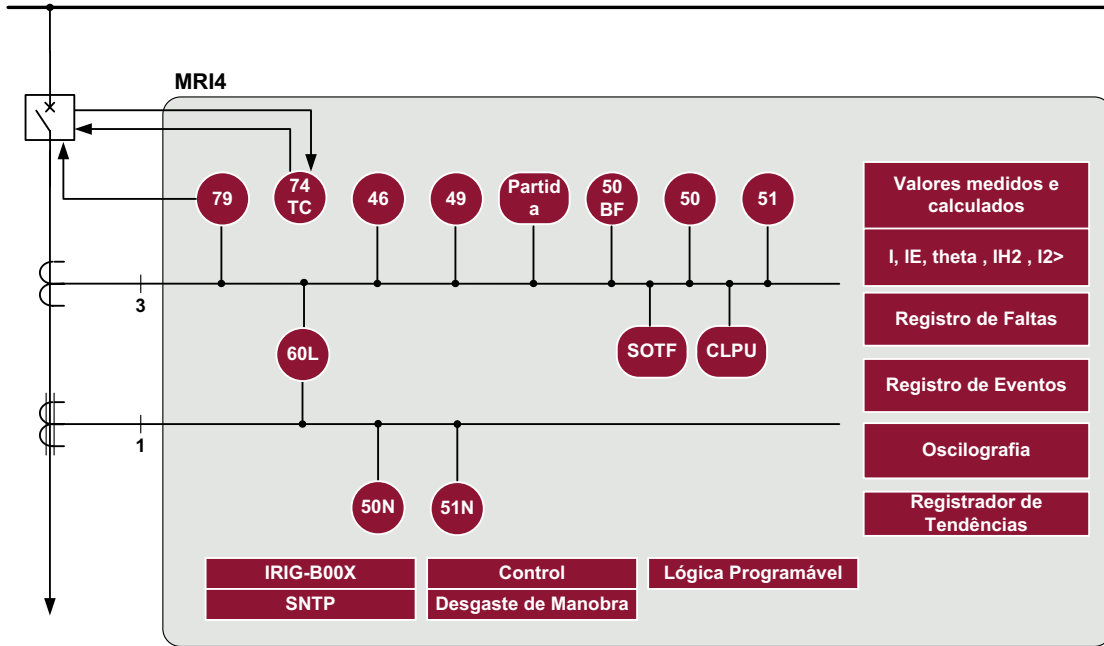 MRI4
79
74
TC
46
49
Partid
a
50
BF
50
51
3
60L
SOTF
CLPU
1
50N
51N
Valores medidos e
calculados
I, IE, theta , IH2 , I2>
Registro de Faltas
Registro de Eventos
Oscilografia
Registrador de
Tendências
IRIG-B00X
SNTP
Control
Desgaste de Manobra
Lógica Programável